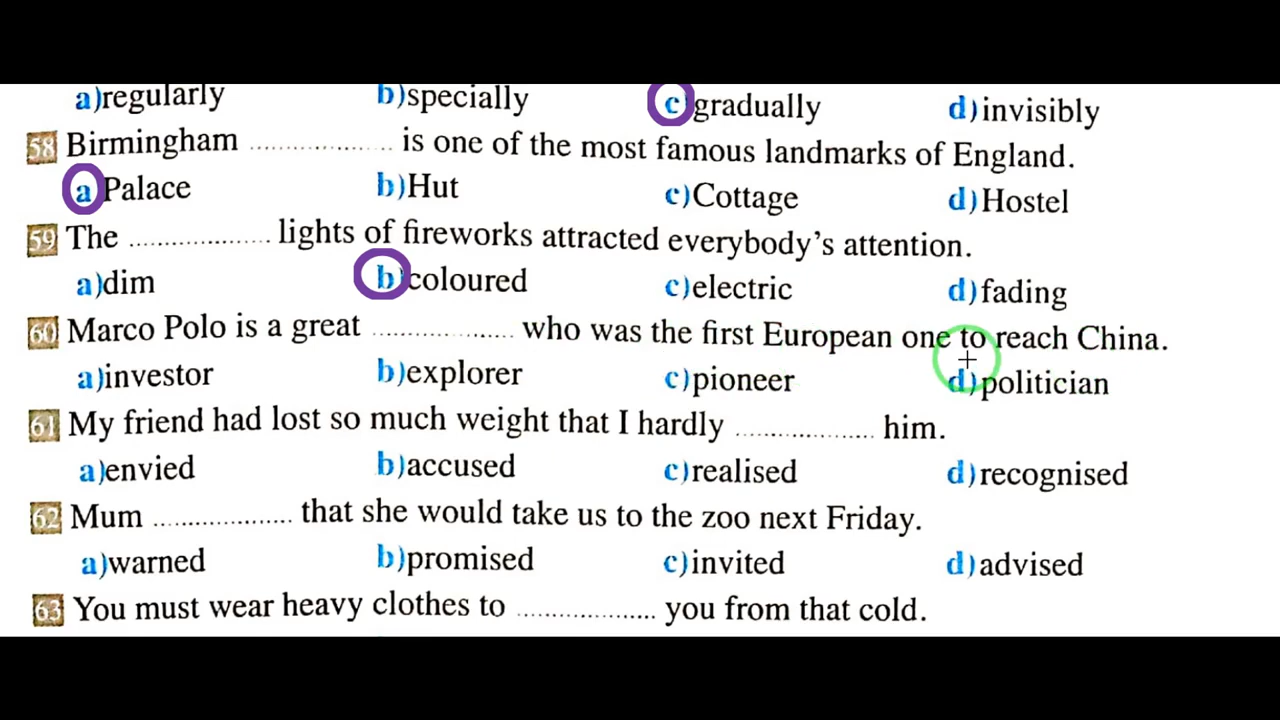 a)regularly b)specially c)gradually d)invisibly
58 Birmingham .................... is one of the most famous landmarks of England.
a Palace b)Hut c)Cottage d)Hostel
59 The .................... lights of fireworks attracted everybody's attention.
a)dim b)coloured c)electric d)fading
60 Marco Polo is a great .................... who was the first European one to reach China.
a)investor b)explorer c)pioneer d)politician
61 My friend had lost so much weight that I hardly .................... him.
a)envied b)accused c)realised d)recognised
62 Mum .................... that she would take us to the zoo next Friday.
a)warned b)promised c)invited d)advised
63 You must wear heavy clothes to .................... you from that cold.